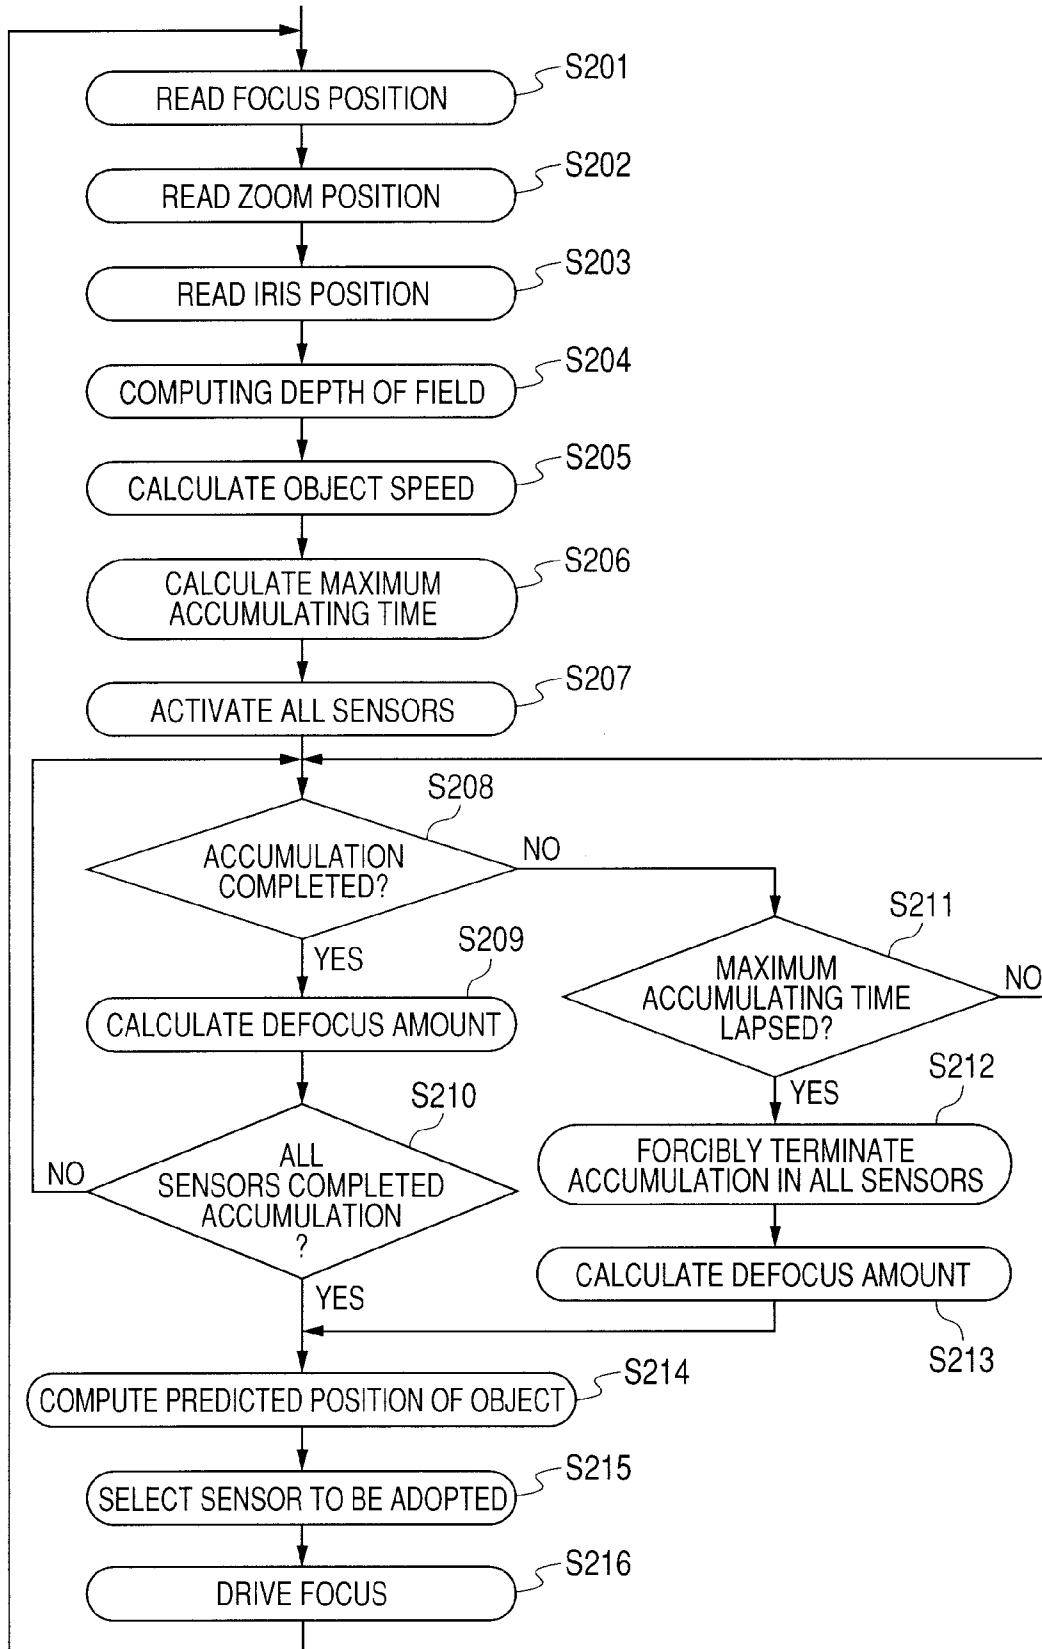 S201
READ FOCUS POSITION
S202
READ ZOOM POSITION
S203
READ IRIS POSITION
S204
COMPUTING DEPTH OF FIELD
S205
CALCULATE OBJECT SPEED
S206
CALCULATE MAXIMUM
ACCUMULATING TIME
S207
ACTIVATE ALL SENSORS
S208
ACCUMULATION
COMPLETED?
NO
YES
S209
CALCULATE DEFOCUS AMOUNT
S210
ALL
SENSORS COMPLETED
ACCUMULATION
?
NO
YES
S211
MAXIMUM
ACCUMULATING TIME
LAPSED?
NO
YES
S212
FORCIBLY TERMINATE
ACCUMULATION IN ALL SENSORS
CALCULATE DEFOCUS AMOUNT
S213
S214
COMPUTE PREDICTED POSITION OF OBJECT
S215
SELECT SENSOR TO BE ADOPTED
S216
DRIVE FOCUS